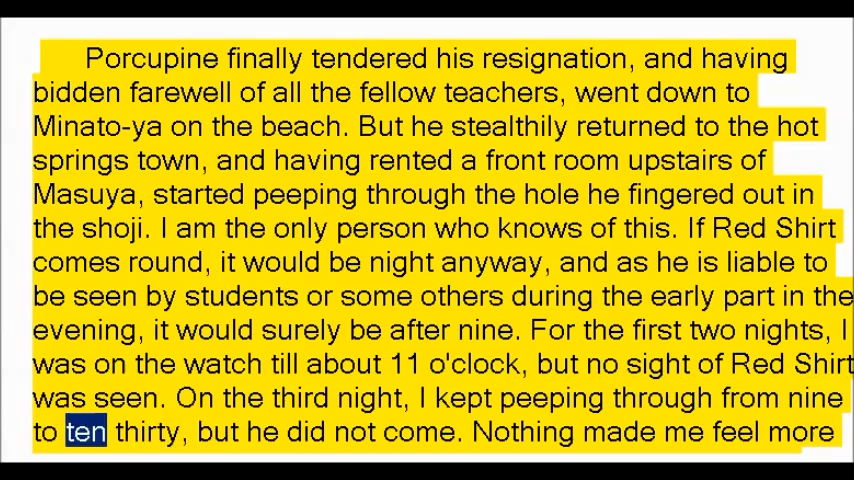 Porcupine finally tendered his resignation, and having
bidden farewell of all the fellow teachers, went down to
Minato-ya on the beach. But he stealthily returned to the hot
springs town, and having rented a front room upstairs of
Masuya, started peeping through the hole he fingered out in
the shoji. I am the only person who knows of this. If Red Shirt
comes round, it would be night anyway, and as he is liable to
be seen by students or some others during the early part in the
evening, it would surely be after nine. For the first two nights, I
was on the watch till about 11 o'clock, but no sight of Red Shirt
was seen. On the third night, I kept peeping through from nine
to ten thirty, but he did not come. Nothing made me feel more